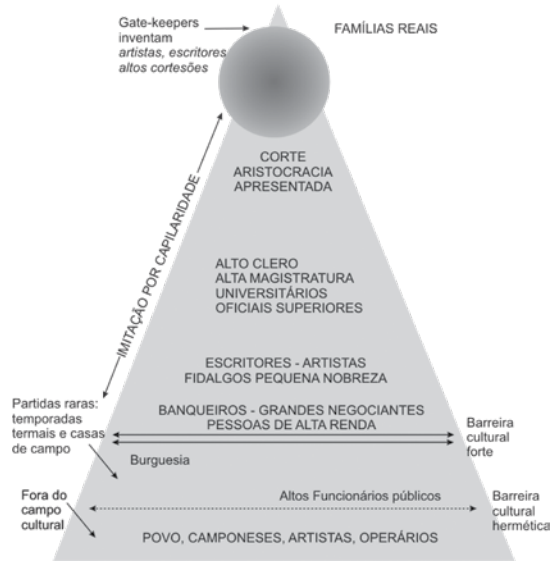 Gate-keepers
inventam
artistas, escritores
altos cortesões
FAMÍLIAS REAIS
CORTE
ARISTOCRACIA
APRESENTADA
IMITAÇÃO POR CAPILARIDADE
ALTO CLERO
ALTA MAGISTRATURA
UNIVERSITÁRIOS
OFICIAIS SUPERIORES
ESCRITORES - ARTISTAS
FIDALGOS PEQUENA NOBREZA
Partidas raras:
temporadas
termais e casas
de campo
BANQUEIROS - GRANDES NEGOCIANTES
PESSOAS DE ALTA RENDA
Barreira
cultural
forte
Burguesia
Fora do
campo
cultural
Altos Funcionários públicos
Barreira
cultural
hermética
POVO, CAMPONESES, ARTISTAS, OPERÁRIOS